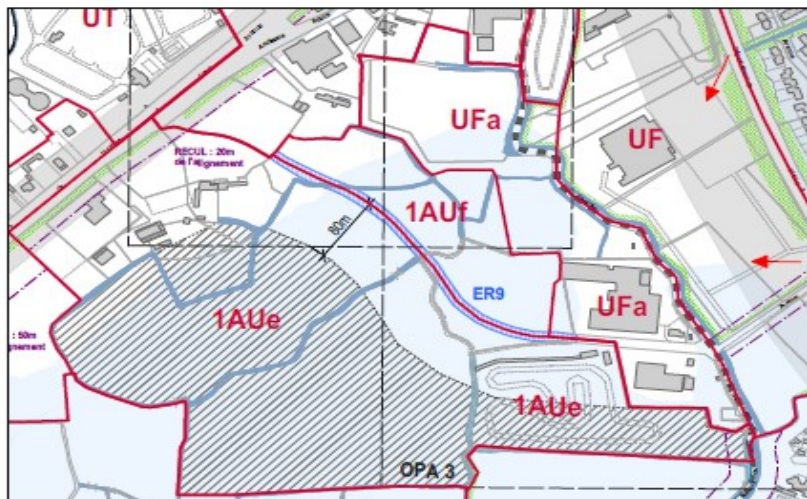 UT
UFa
UF
RECUL : 20m
de l'alignement
1AUf
80m
ER9
UFa
: 50m
1AUe
1AUe
OPA 3